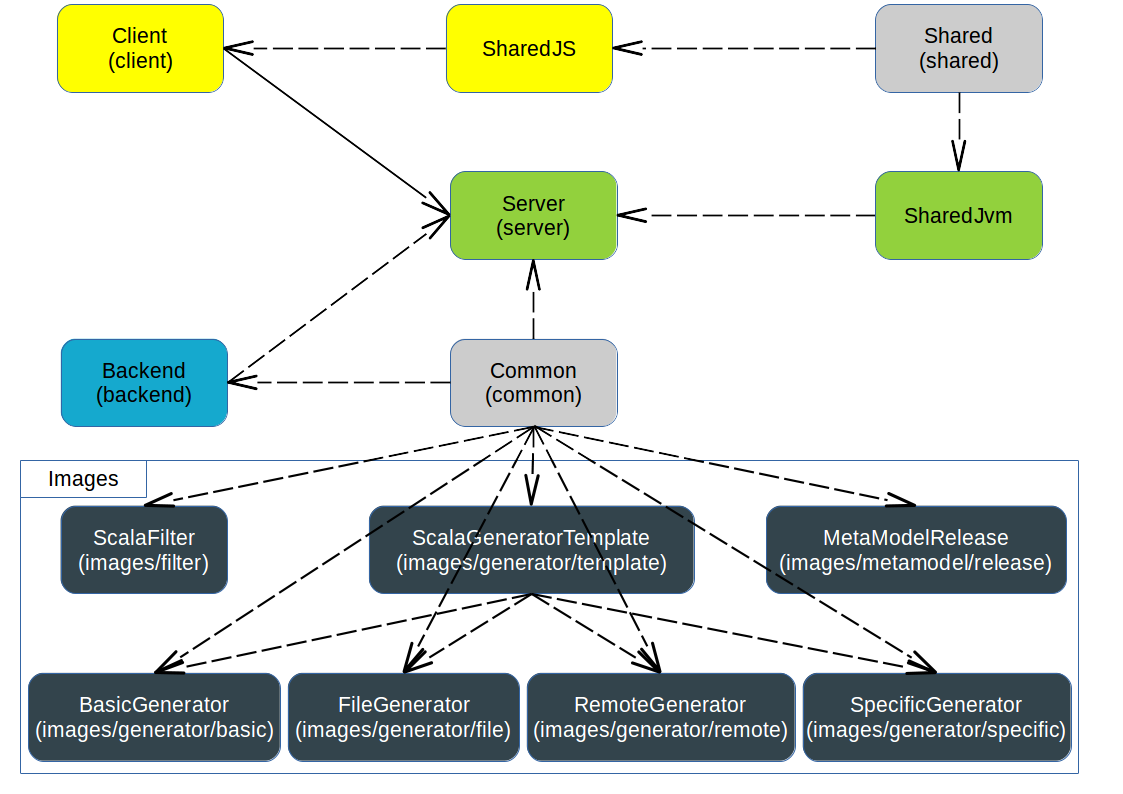 Client
(client)
SharedJS
Shared
(shared)
Server
(server)
SharedJvm
Backend
(backend)
Common
(common)
Images
ScalaFilter
(images/filter)
ScalaGeneratorTemplate
(images/generator/template)
MetaModelRelease
(images/metamodel/release)
BasicGenerator
(images/generator/basic)
FileGenerator
(images/generator/file)
RemoteGenerator
(images/generator/remote)
SpecificGenerator
(images/generator/specific)